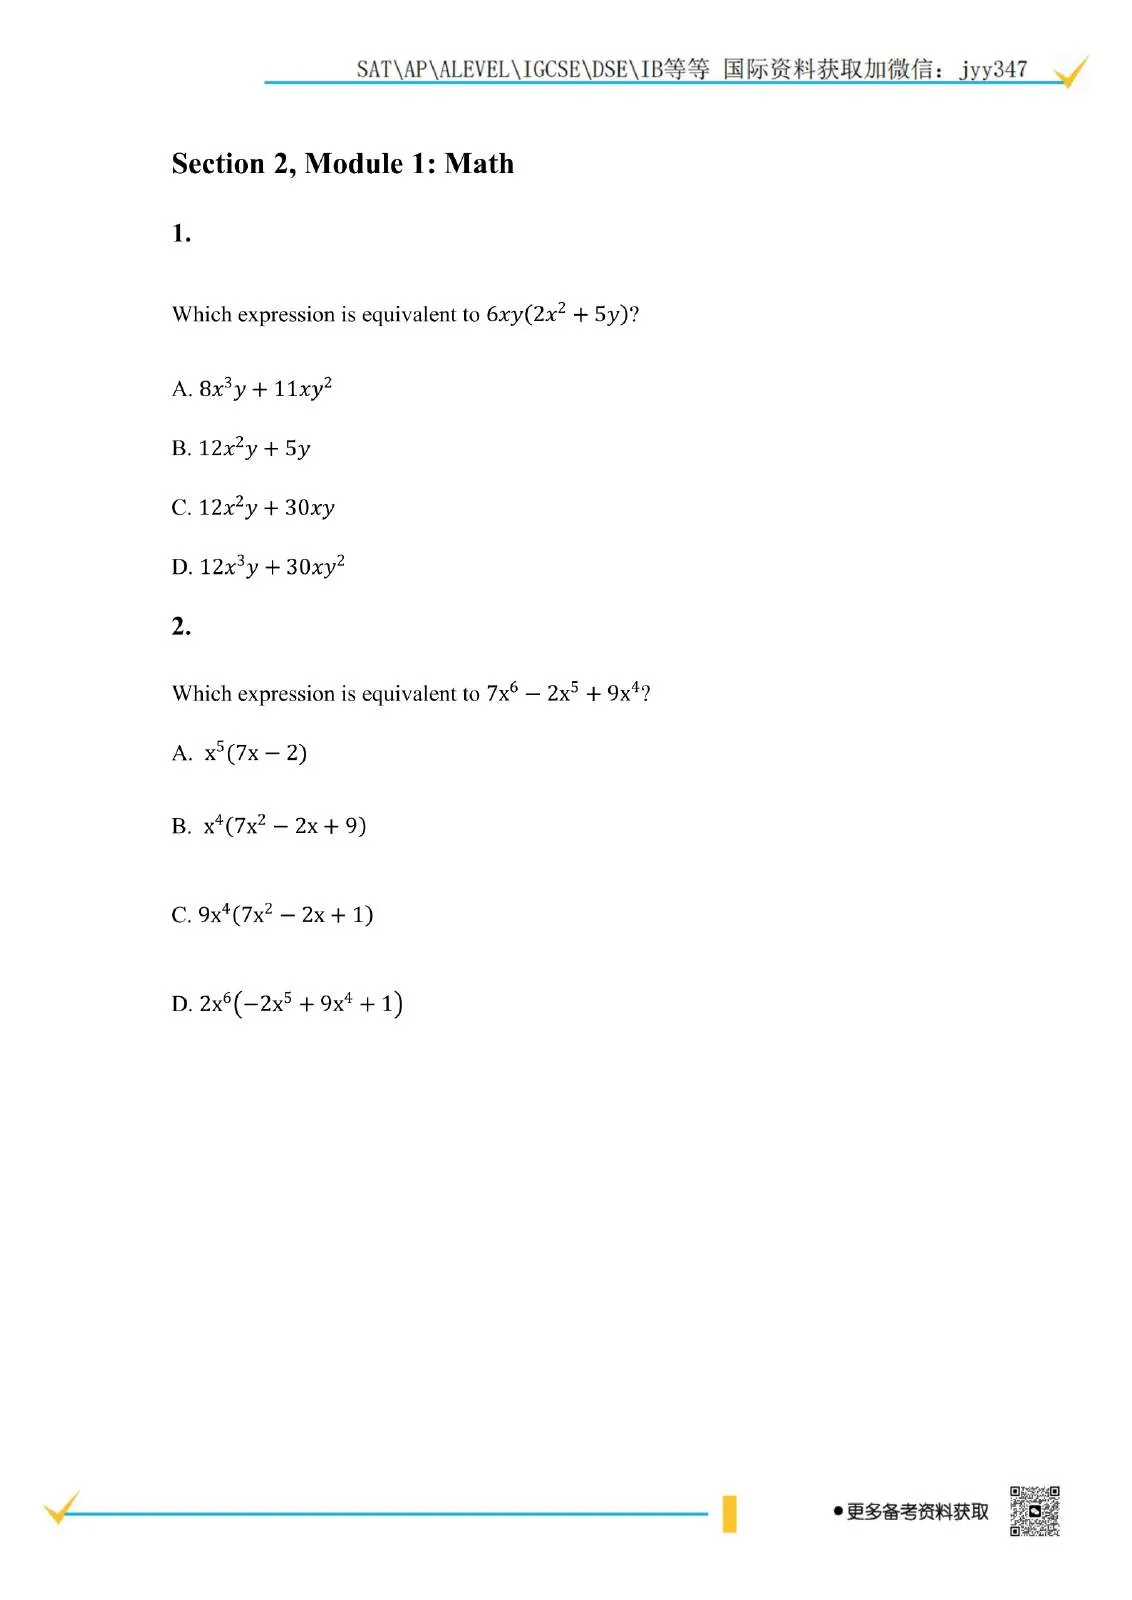 SAT\AP\ALEVEL\IGCSE\DSE\IB等等 国际资料获取加微信：jyy347
Section 2, Module 1: Math
1.
Which expression is equivalent to 6xy(2x² + 5y)?
A. 8x³y + 11xy²
B. 12x²y + 5y
C. 12x²y + 30xy
D. 12x³y + 30xy²
2.
Which expression is equivalent to 7x⁶ − 2x⁵ + 9x⁴?
A. x⁵(7x − 2)
B. x⁴(7x² − 2x + 9)
C. 9x⁴(7x² − 2x + 1)
D. 2x⁶(−2x⁵ + 9x⁴ + 1)
●更多备考资料获取